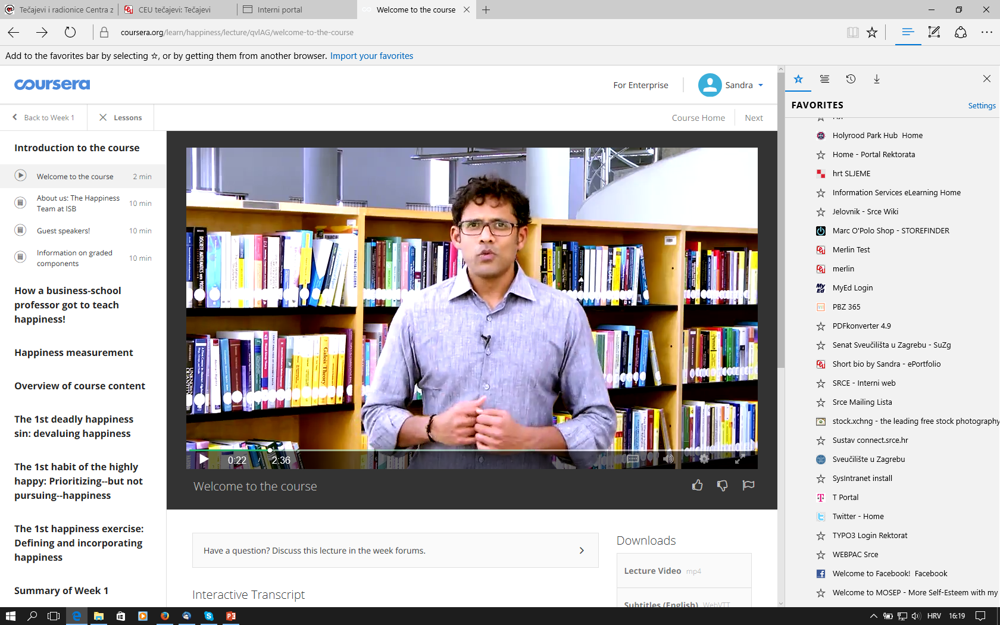 Tečajevi i radionice Centra z
CEU tečajevi: Tečajevi
Interni portal
Welcome to the course
coursera.org/learn/happiness/lecture/qvlAG/welcome-to-the-course
Add to the favorites bar by selecting ☆, or by getting them from another browser. Import your favorites
coursera
For Enterprise
Sandra
Back to Week 1
Lessons
Course Home
Next
Introduction to the course
Welcome to the course 2 min
About us: The Happiness
Team at ISB
10 min
Guest speakers! 10 min
Information on graded
components
10 min
How a business-school
professor got to teach
happiness!
Happiness measurement
Overview of course content
The 1st deadly happiness
sin: devaluing happiness
The 1st habit of the highly
happy: Prioritizing--but not
pursuing--happiness
The 1st happiness exercise:
Defining and incorporating
happiness
Summary of Week 1
Galois Theory
0:22 / 2:36
Welcome to the course
Have a question? Discuss this lecture in the week forums.
Interactive Transcript
Downloads
Lecture Video mp4
Subtitles (English) WebVTT
FAVORITES
Settings
Holyrood Park Hub Home
Home - Portal Rektorata
hrt SLJEME
Information Services eLearning Home
Jelovnik - Srce Wiki
Marc O'Polo Shop - STOREFINDER
Merlin Test
merlin
MyEd Login
PBZ 365
PDFkonverter 4.9
Senat Sveučilišta u Zagrebu - SuZg
Short bio by Sandra - ePortfolio
SRCE - Interni web
Srce Mailing Lista
stock.xchng - the leading free stock photography
Sustav connect.srce.hr
Sveučilište u Zagrebu
SysIntranet install
T Portal
Twitter - Home
TYPO3 Login Rektorat
WEBPAC Srce
Welcome to Facebook! Facebook
Welcome to MOSEP - More Self-Esteem with my
HRV
16:19